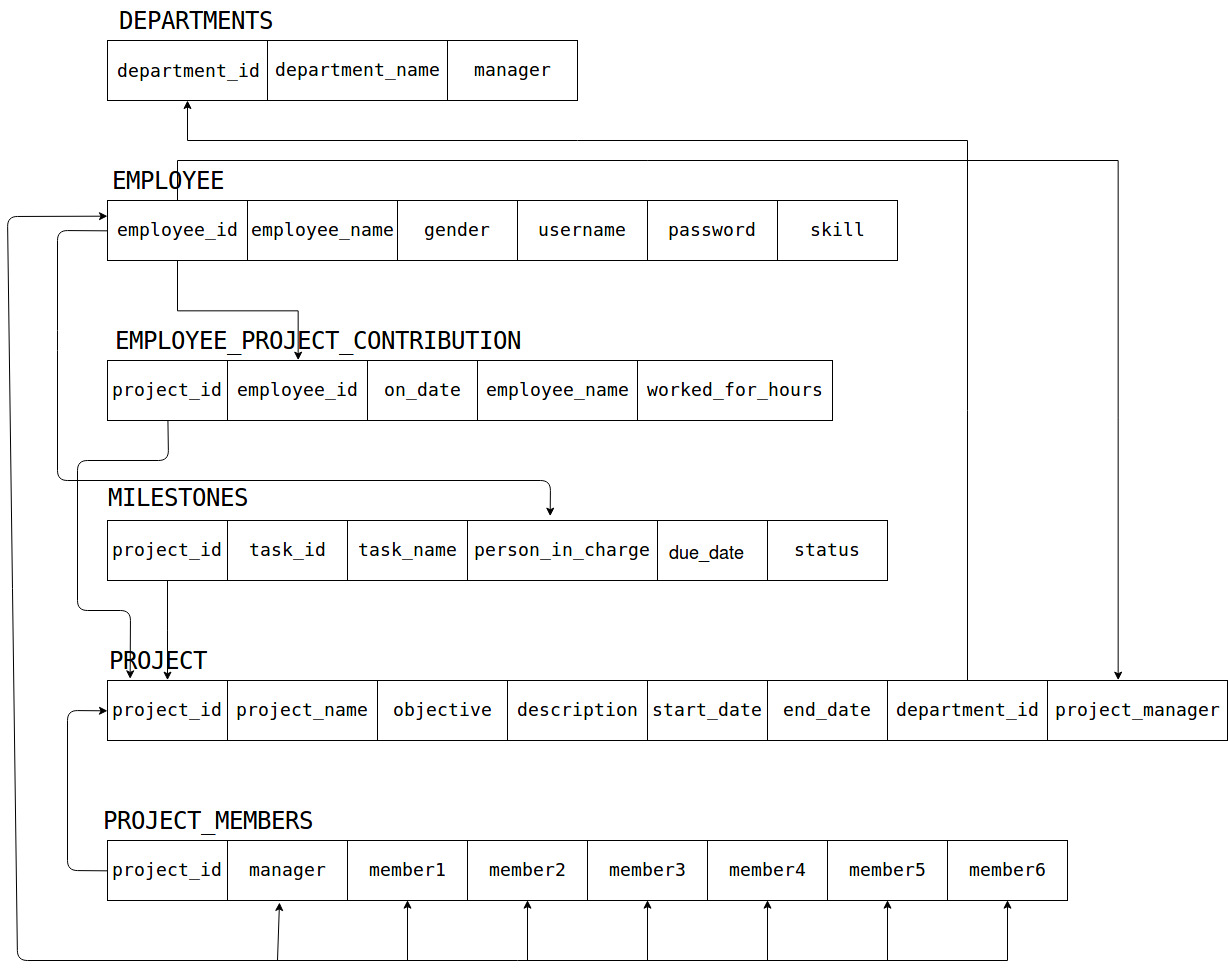 DEPARTMENTS
department_id department_name manager
EMPLOYEE
employee_id employee_name gender username password skill
EMPLOYEE_PROJECT_CONTRIBUTION
project_id employee_id on_date employee_name worked_for_hours
MILESTONES
project_id task_id task_name person_in_charge due_date status
PROJECT
project_id project_name objective description start_date end_date department_id project_manager
PROJECT_MEMBERS
project_id manager member1 member2 member3 member4 member5 member6